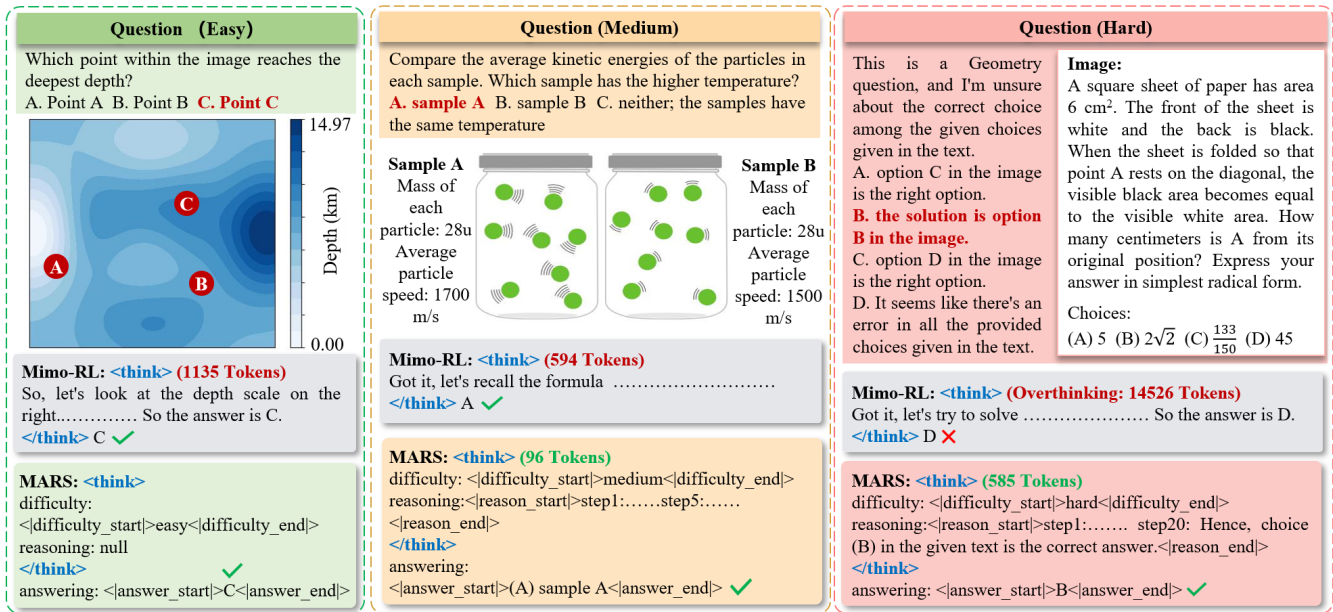 Question (Easy)
Which point within the image reaches the
deepest depth?
A. Point A B. Point B C. Point C
14.97
Depth (km)
0.00
A
B
C
Mimo-RL: <think> (1135 Tokens)
So, let's look at the depth scale on the
right.………… So the answer is C.
</think> C
MARS: <think>
difficulty:
<|difficulty_start|>easy<|difficulty_end|>
reasoning: null
</think>
answering: <|answer_start|>C<|answer_end|>
Question (Medium)
Compare the average kinetic energies of the particles in
each sample. Which sample has the higher temperature?
A. sample A B. sample B C. neither; the samples have
the same temperature
Sample A
Mass of
each
particle: 28u
Average
particle
speed: 1700
m/s
Sample B
Mass of
each
particle: 28u
Average
particle
speed: 1500
m/s
Mimo-RL: <think> (594 Tokens)
Got it, let's recall the formula ………………………
</think> A
MARS: <think> (96 Tokens)
difficulty: <|difficulty_start|>medium<|difficulty_end|>
reasoning:<|reason_start|>step1:……step5:……
<|reason_end|>
</think>
answering:
<|answer_start|>(A) sample A<|answer_end|>
Question (Hard)
This is a Geometry
question, and I'm unsure
about the correct choice
among the given choices
given in the text.
A. option C in the image
is the right option.
B. the solution is option
B in the image.
C. option D in the image
is the right option.
D. It seems like there's an
error in all the provided
choices given in the text.
Image:
A square sheet of paper has area
6 cm². The front of the sheet is
white and the back is black.
When the sheet is folded so that
point A rests on the diagonal, the
visible black area becomes equal
to the visible white area. How
many centimeters is A from its
original position? Express your
answer in simplest radical form.
Choices:
(A) 5 (B) 2√2 (C) 133/150 (D) 45
Mimo-RL: <think> (Overthinking: 14526 Tokens)
Got it, let's try to solve ………………… So the answer is D.
</think> D
MARS: <think> (585 Tokens)
difficulty: <|difficulty_start|>hard<|difficulty_end|>
reasoning:<|reason_start|>step1:……. step20: Hence, choice
(B) in the given text is the correct answer.<|reason_end|>
</think>
answering: <|answer_start|>B<|answer_end|>